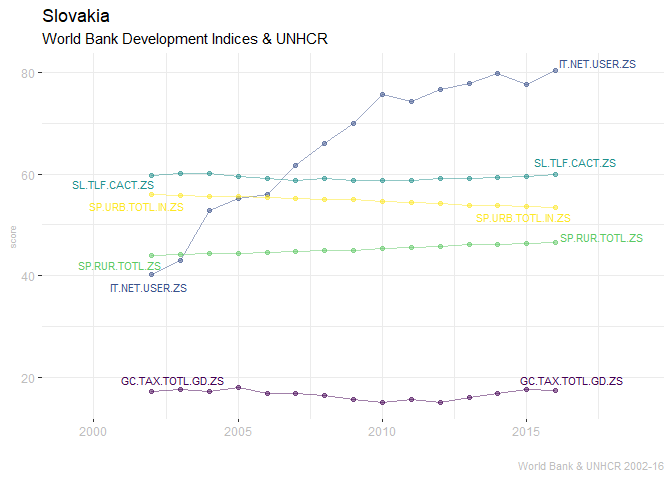 Slovakia
World Bank Development Indices & UNHCR
80
IT.NET.USER.ZS
60
SL.TLF.CACT.ZS
SL.TLF.CACT.ZS
SP.URB.TOTL.IN.ZS
SP.URB.TOTL.IN.ZS
score
SP.RUR.TOTL.ZS
SP.RUR.TOTL.ZS
40
IT.NET.USER.ZS
20
GC.TAX.TOTL.GD.ZS
GC.TAX.TOTL.GD.ZS
2000
2005
2010
2015
World Bank & UNHCR 2002-16